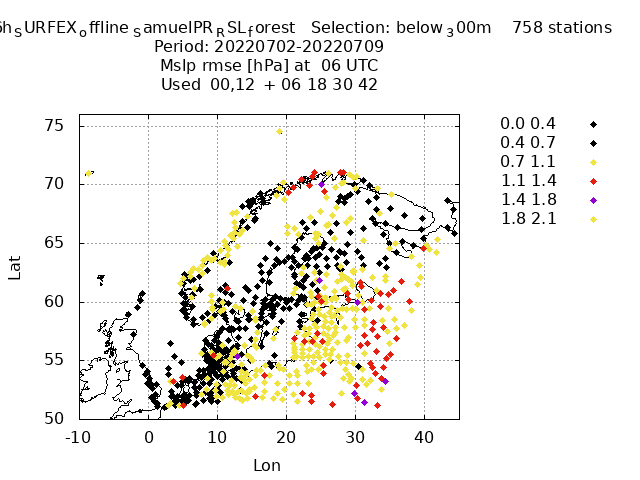 6h SURFEX offline SamuelPR RSL forest Selection: below 300m 758 stations
Period: 20220702-20220709
Mslp rmse [hPa] at 06 UTC
Used 00,12 + 06 18 30 42
0.0 0.4
0.4 0.7
0.7 1.1
1.1 1.4
1.4 1.8
1.8 2.1
75
70
65
60
55
50
-10 0 10 20 30 40
Lat
Lon